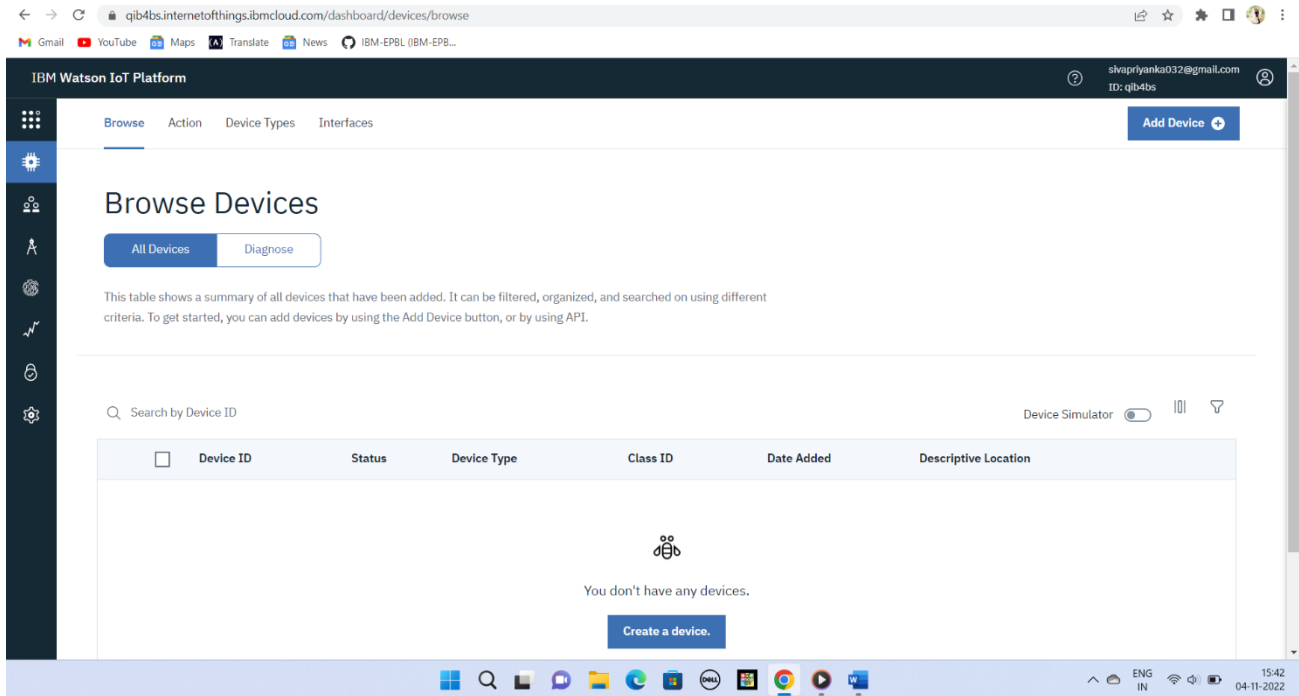 qib4bs.internetofthings.ibmcloud.com/dashboard/devices/browse
Gmail YouTube Maps Translate News IBM-EPBL (IBM-EPB...
IBM Watson IoT Platform
sivapriyanka032@gmail.com
ID: qib4bs
Browse Action Device Types Interfaces Add Device
Browse Devices
All Devices Diagnose
This table shows a summary of all devices that have been added. It can be filtered, organized, and searched on using different
criteria. To get started, you can add devices by using the Add Device button, or by using API.
Search by Device ID Device Simulator
Device ID Status Device Type Class ID Date Added Descriptive Location
You don't have any devices.
Create a device.
ENG 15:42
IN 04-11-2022